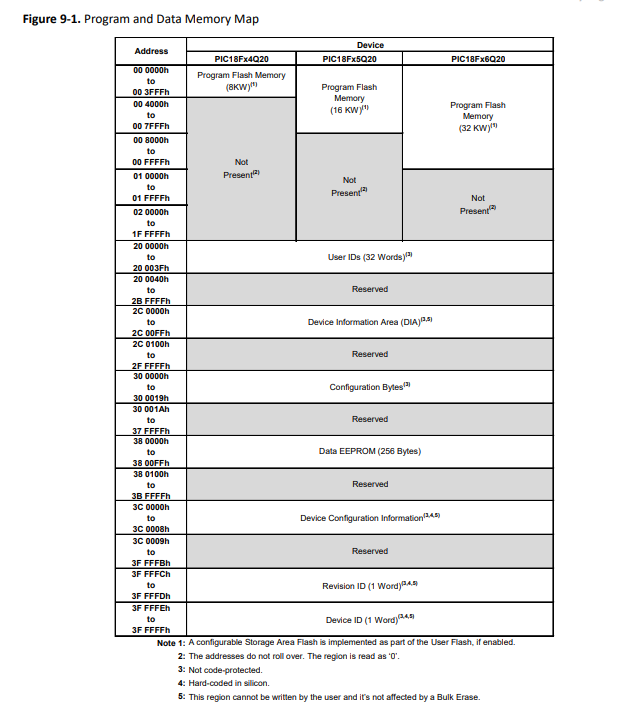 Figure 9-1. Program and Data Memory Map
Address
Device
PIC18Fx4Q20
PIC18Fx5Q20
PIC18Fx6Q20
00 0000h
to
00 3FFFh
Program Flash Memory
(8KW)(1)
Program Flash
Memory
(16 KW)(1)
Program Flash
Memory
(32 KW)(1)
00 4000h
to
00 7FFFh
Not
Present(2)
00 8000h
to
00 FFFFh
Not
Present(2)
01 0000h
to
01 FFFFh
Not
Present(2)
02 0000h
to
1F FFFFh
20 0000h
to
20 003Fh
User IDs (32 Words)(3)
20 0040h
to
2B FFFFh
Reserved
2C 0000h
to
2C 00FFh
Device Information Area (DIA)(3,5)
2C 0100h
to
2F FFFFh
Reserved
30 0000h
to
30 0019h
Configuration Bytes(3)
30 001Ah
to
37 FFFFh
Reserved
38 0000h
to
38 00FFh
Data EEPROM (256 Bytes)
38 0100h
to
3B FFFFh
Reserved
3C 0000h
to
3C 0008h
Device Configuration Information(3,4,5)
3C 0009h
to
3F FFFBh
Reserved
3F FFFCh
to
3F FFFDh
Revision ID (1 Word)(3,4,5)
3F FFFEh
to
3F FFFFh
Device ID (1 Word)(3,4,5)
Note 1: A configurable Storage Area Flash is implemented as part of the User Flash, if enabled.
2: The addresses do not roll over. The region is read as ‘0’.
3: Not code-protected.
4: Hard-coded in silicon.
5: This region cannot be written by the user and it's not affected by a Bulk Erase.